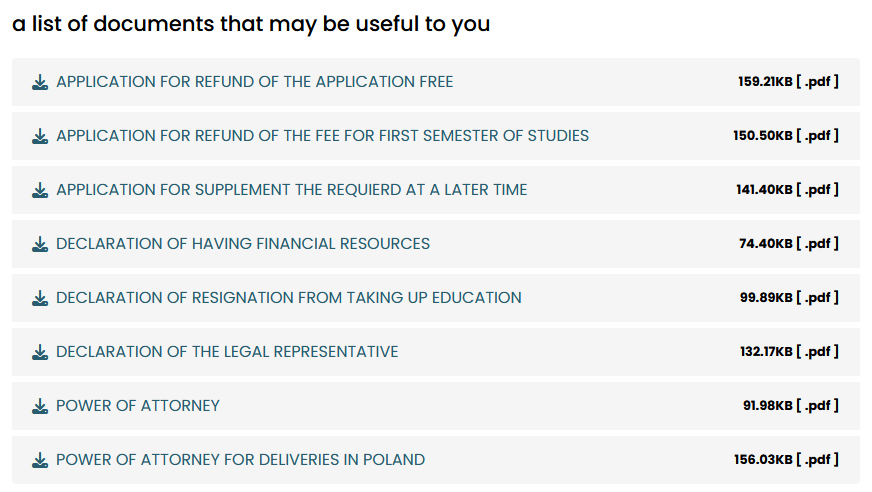 a list of documents that may be useful to you
APPLICATION FOR REFUND OF THE APPLICATION FREE 159.21KB [ .pdf ]
APPLICATION FOR REFUND OF THE FEE FOR FIRST SEMESTER OF STUDIES 150.50KB [ .pdf ]
APPLICATION FOR SUPPLEMENT THE REQUIERD AT A LATER TIME 141.40KB [ .pdf ]
DECLARATION OF HAVING FINANCIAL RESOURCES 74.40KB [ .pdf ]
DECLARATION OF RESIGNATION FROM TAKING UP EDUCATION 99.89KB [ .pdf ]
DECLARATION OF THE LEGAL REPRESENTATIVE 132.17KB [ .pdf ]
POWER OF ATTORNEY 91.98KB [ .pdf ]
POWER OF ATTORNEY FOR DELIVERIES IN POLAND 156.03KB [ .pdf ]